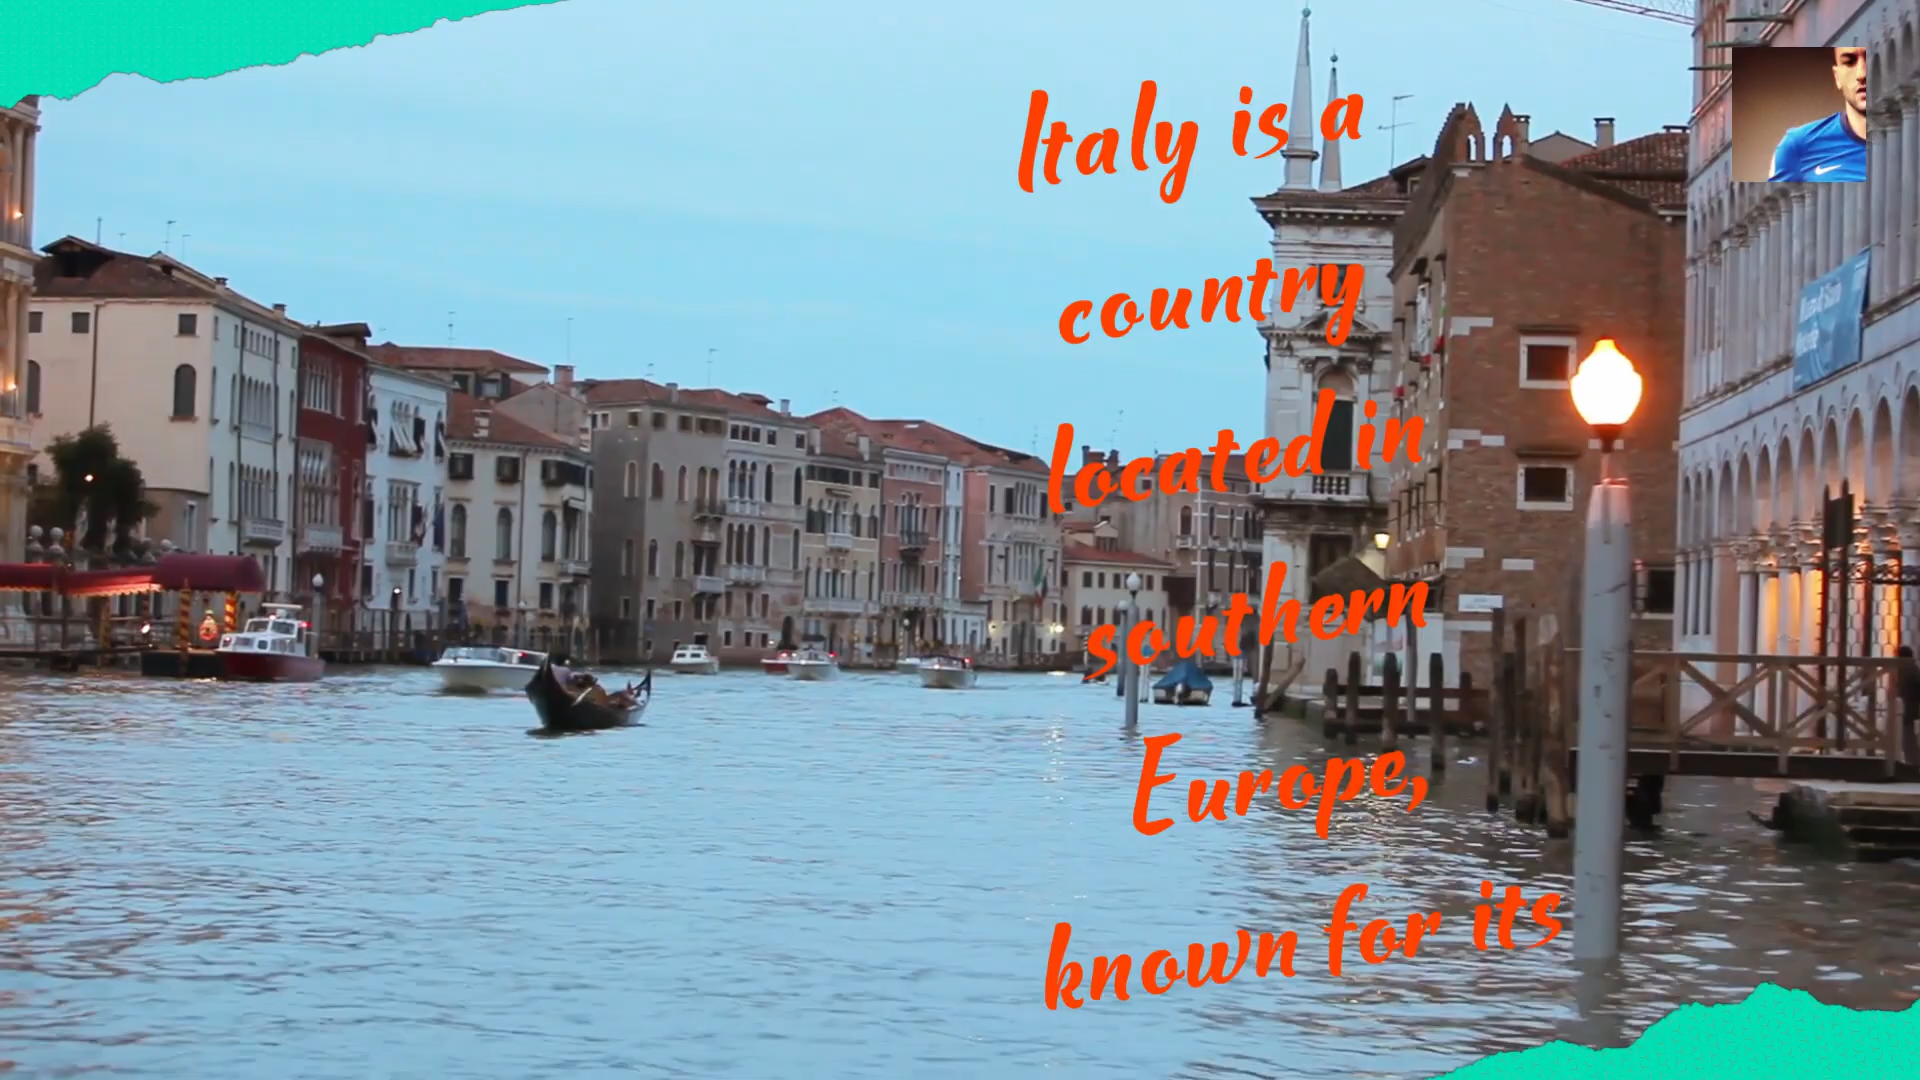 Italy is a
country
located in
southern
Europe,
known for its